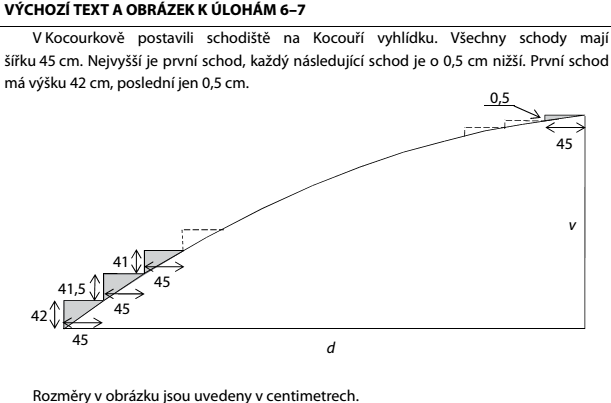 VÝCHOZÍ TEXT A OBRÁZEK K ÚLOHÁM 6–7
V Kocourkově postavili schodiště na Kocouří vyhlídku. Všechny schody mají
šířku 45 cm. Nejvyšší je první schod, každý následující schod je o 0,5 cm nižší. První schod
má výšku 42 cm, poslední jen 0,5 cm.
0,5
45
v
41
45
41,5
45
42
45
d
Rozměry v obrázku jsou uvedeny v centimetrech.